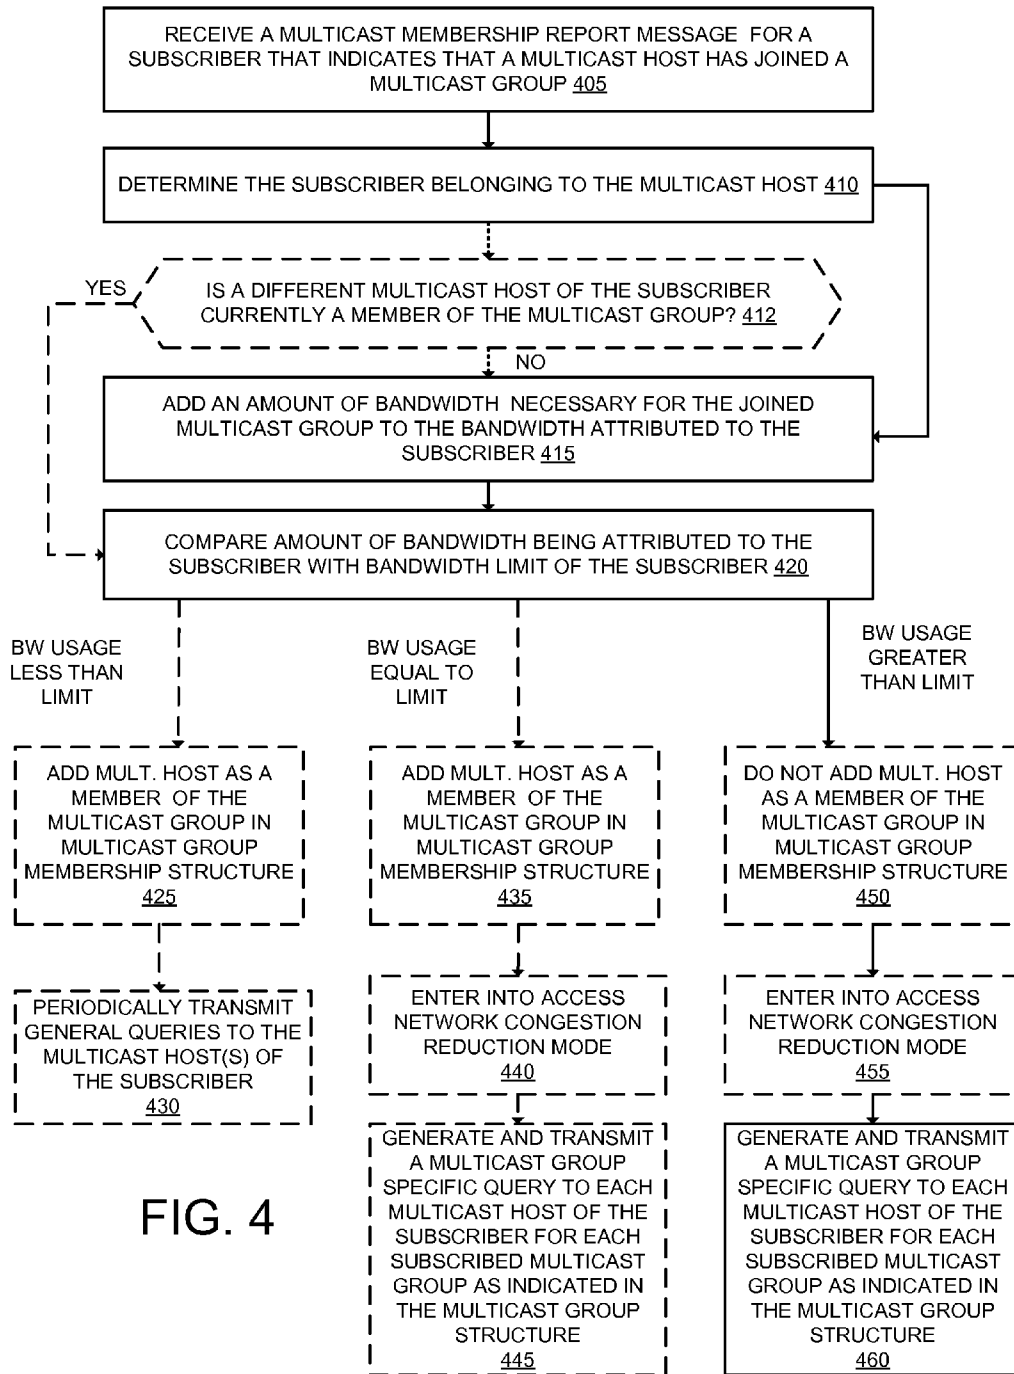 RECEIVE A MULTICAST MEMBERSHIP REPORT MESSAGE FOR A
SUBSCRIBER THAT INDICATES THAT A MULTICAST HOST HAS JOINED A
MULTICAST GROUP 405
DETERMINE THE SUBSCRIBER BELONGING TO THE MULTICAST HOST 410
YES
IS A DIFFERENT MULTICAST HOST OF THE SUBSCRIBER
CURRENTLY A MEMBER OF THE MULTICAST GROUP? 412
NO
ADD AN AMOUNT OF BANDWIDTH NECESSARY FOR THE JOINED
MULTICAST GROUP TO THE BANDWIDTH ATTRIBUTED TO THE
SUBSCRIBER 415
COMPARE AMOUNT OF BANDWIDTH BEING ATTRIBUTED TO THE
SUBSCRIBER WITH BANDWIDTH LIMIT OF THE SUBSCRIBER 420
BW USAGE
LESS THAN
LIMIT
BW USAGE
EQUAL TO
LIMIT
BW USAGE
GREATER
THAN LIMIT
ADD MULT. HOST AS A
MEMBER OF THE
MULTICAST GROUP IN
MULTICAST GROUP
MEMBERSHIP STRUCTURE
425
ADD MULT. HOST AS A
MEMBER OF THE
MULTICAST GROUP IN
MULTICAST GROUP
MEMBERSHIP STRUCTURE
435
DO NOT ADD MULT. HOST
AS A MEMBER OF THE
MULTICAST GROUP IN
MULTICAST GROUP
MEMBERSHIP STRUCTURE
450
PERIODICALLY TRANSMIT
GENERAL QUERIES TO THE
MULTICAST HOST(S) OF
THE SUBSCRIBER
430
ENTER INTO ACCESS
NETWORK CONGESTION
REDUCTION MODE
440
ENTER INTO ACCESS
NETWORK CONGESTION
REDUCTION MODE
455
GENERATE AND TRANSMIT
A MULTICAST GROUP
SPECIFIC QUERY TO EACH
MULTICAST HOST OF THE
SUBSCRIBER FOR EACH
SUBSCRIBED MULTICAST
GROUP AS INDICATED IN
THE MULTICAST GROUP
STRUCTURE
445
GENERATE AND TRANSMIT
A MULTICAST GROUP
SPECIFIC QUERY TO EACH
MULTICAST HOST OF THE
SUBSCRIBER FOR EACH
SUBSCRIBED MULTICAST
GROUP AS INDICATED IN
THE MULTICAST GROUP
STRUCTURE
460
FIG. 4